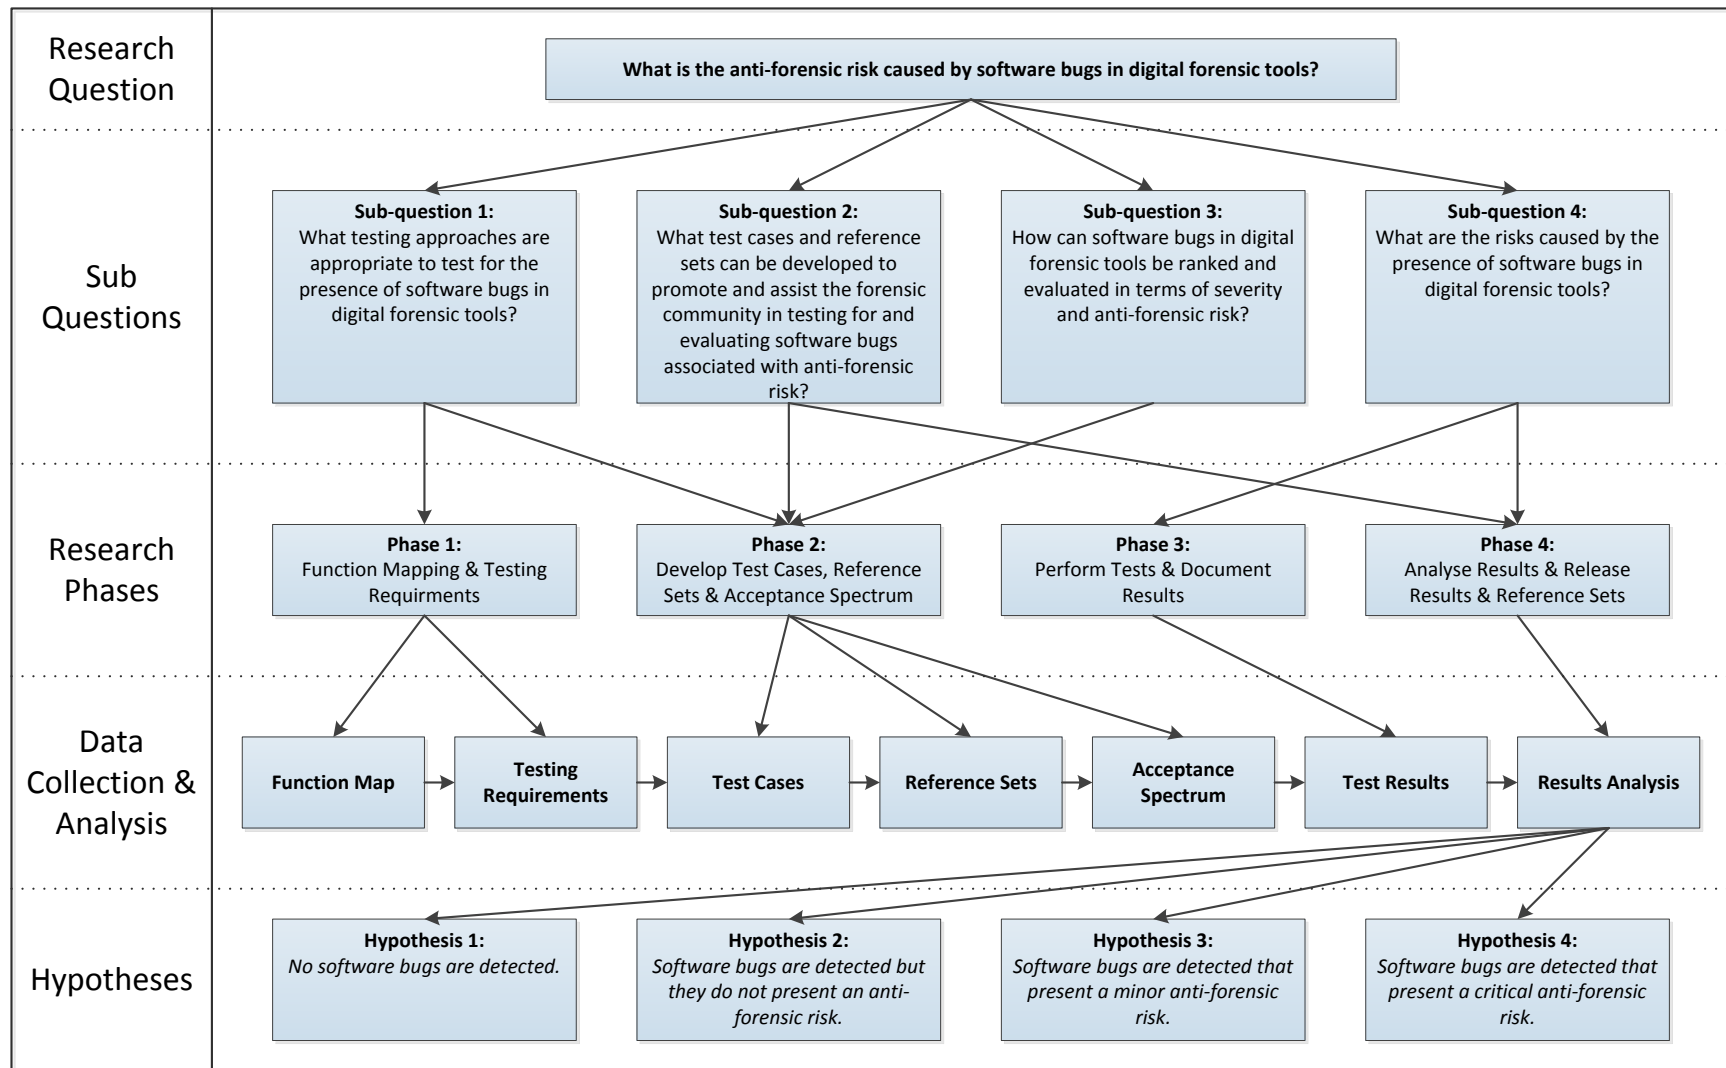 Research
Question
What is the anti-forensic risk caused by software bugs in digital forensic tools?
Sub
Questions
Sub-question 1:
What testing approaches are
appropriate to test for the
presence of software bugs in
digital forensic tools?
Sub-question 2:
What test cases and reference
sets can be developed to
promote and assist the forensic
community in testing for and
evaluating software bugs
associated with anti-forensic
risk?
Sub-question 3:
How can software bugs in digital
forensic tools be ranked and
evaluated in terms of severity
and anti-forensic risk?
Sub-question 4:
What are the risks caused by the
presence of software bugs in
digital forensic tools?
Research
Phases
Phase 1:
Function Mapping & Testing
Requirments
Phase 2:
Develop Test Cases, Reference
Sets & Acceptance Spectrum
Phase 3:
Perform Tests & Document
Results
Phase 4:
Analyse Results & Release
Results & Reference Sets
Data
Collection &
Analysis
Function Map
Testing
Requirements
Test Cases
Reference Sets
Acceptance
Spectrum
Test Results
Results Analysis
Hypotheses
Hypothesis 1:
No software bugs are detected.
Hypothesis 2:
Software bugs are detected but
they do not present an anti-
forensic risk.
Hypothesis 3:
Software bugs are detected that
present a minor anti-forensic
risk.
Hypothesis 4:
Software bugs are detected that
present a critical anti-forensic
risk.